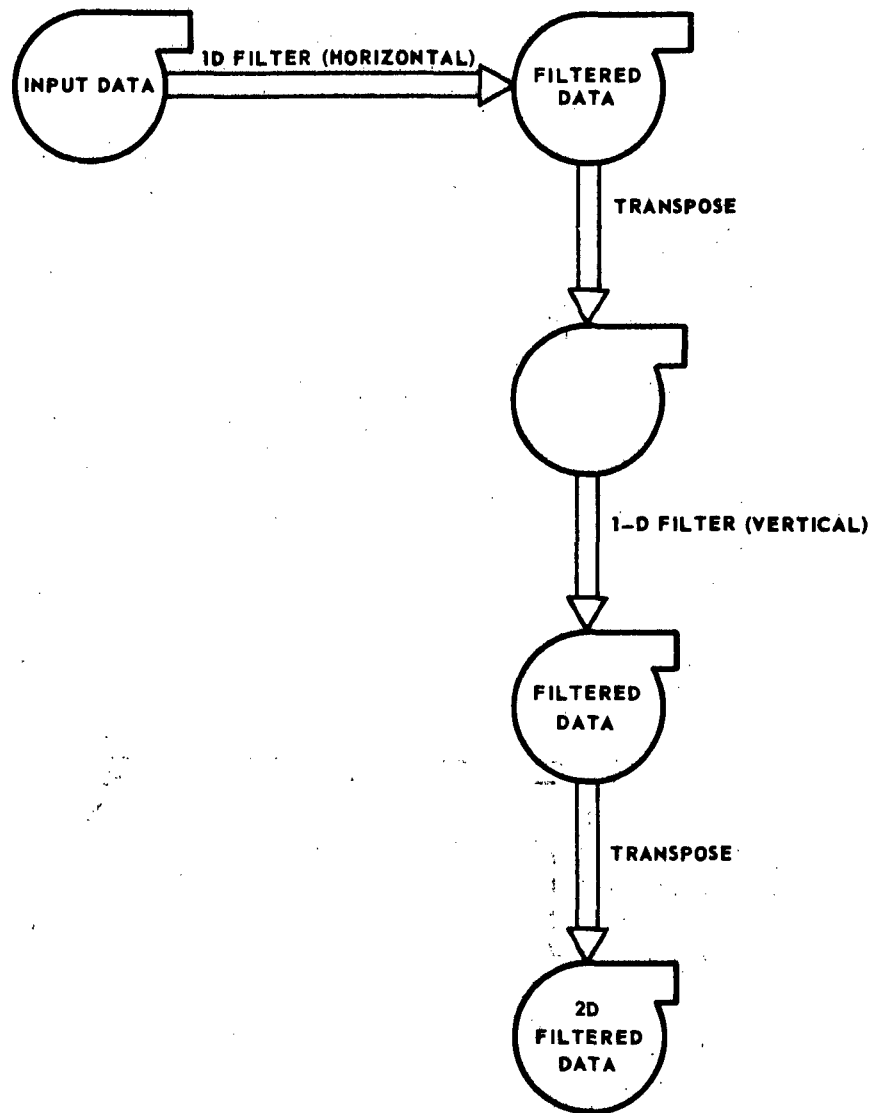 INPUT DATA
1D FILTER (HORIZONTAL)
FILTERED
DATA
TRANSPOSE
1-D FILTER (VERTICAL)
FILTERED
DATA
TRANSPOSE
2D
FILTERED
DATA